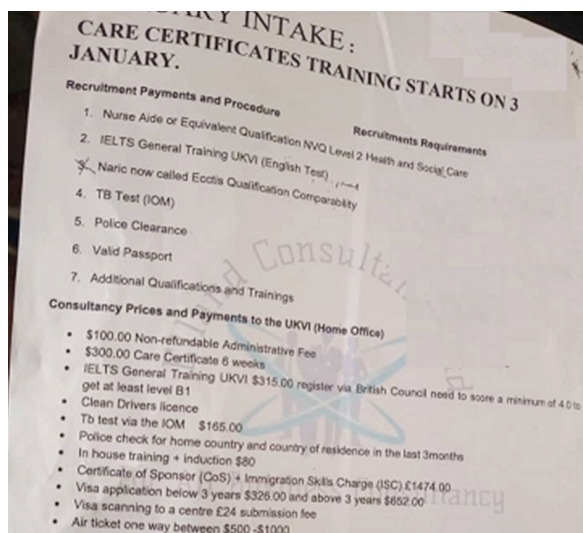 INTAKE:
CARE CERTIFICATES TRAINING STARTS ON 3
JANUARY.
Recruitment Payments and Procedure
Recruitments Requirements
1. Nurse Aide or Equivalent Qualification NVQ Level 2 Health and Social Care
2. IELTS General Training UKVI (English Test)
3. Naric now called Ecctis Qualification Comparability
4. TB Test (IOM)
5. Police Clearance
6. Valid Passport
7. Additional Qualifications and Trainings
Consultancy Prices and Payments to the UKVI (Home Office)
• $100.00 Non-refundable Administrative Fee
• $300.00 Care Certificate 6 weeks
• IELTS General Training UKVI $315.00 register via British Council need to score a minimum of 4.0 to
get at least level B1
• Clean Drivers licence
• Tb test via the IOM $165.00
• Police check for home country and country of residence in the last 3months
• In house training + induction $80
• Certificate of Sponsor (CoS) + Immigration Skills Charge (ISC) £1474.00
• Visa application below 3 years $326.00 and above 3 years $652.00
• Visa scanning to a centre £24 submission fee
• Air ticket one way between $500 -$1000